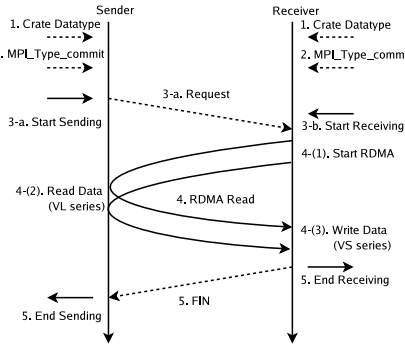 Sender
Receiver
1. Crate Datatype
1. Crate Datatype
. MPI_Type_commit
2. MPI_Type_comm
3-a. Request
3-a. Start Sending
3-b. Start Receiving
4-(1). Start RDMA
4-(2). Read Data
(VL series)
4. RDMA Read
4-(3). Write Data
(VS series)
5. End Receiving
5. FIN
5. End Sending